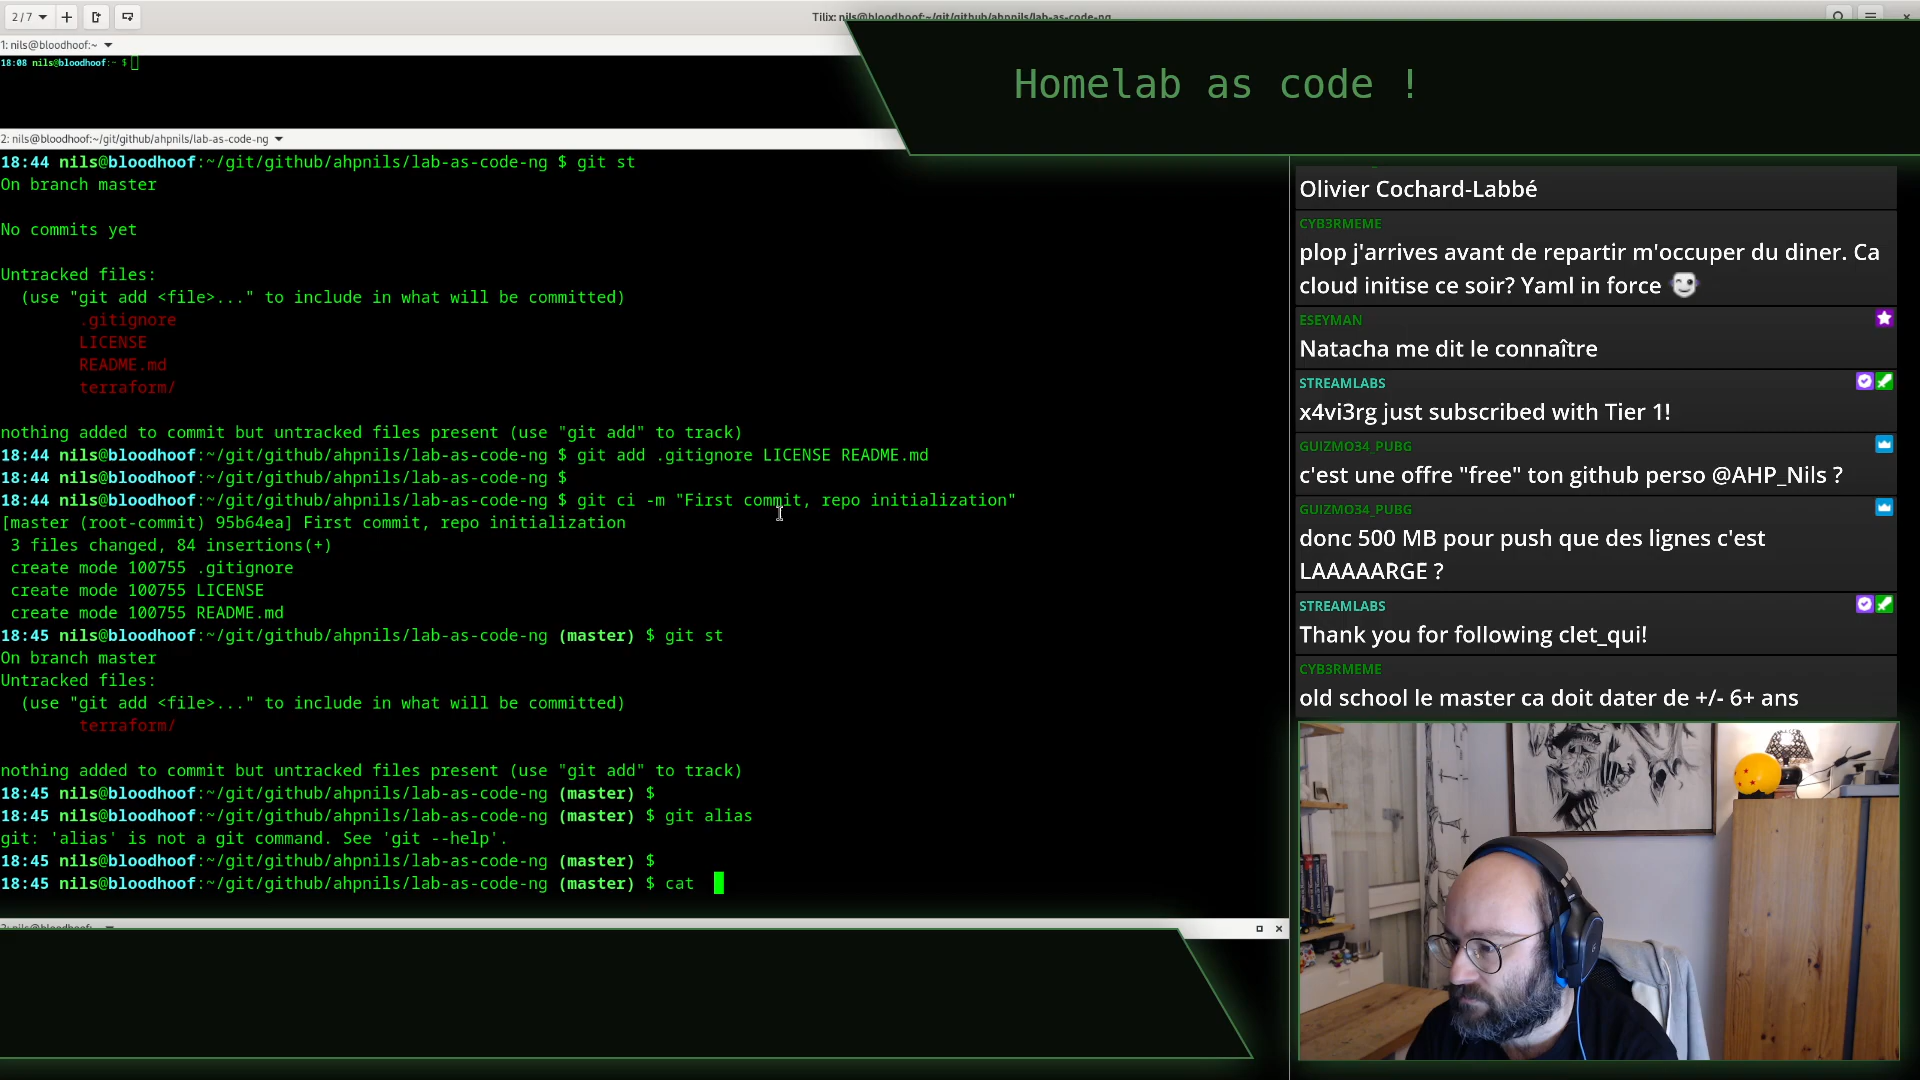 2/7
Tilix: nils@bloodhoof:~/git/github/ahpnils/lab-as-code-ng
1: nils@bloodhoof:~
18:08 nils@bloodhoof:~ $
Homelab as code !
2: nils@bloodhoof:~/git/github/ahpnils/lab-as-code-ng
18:44 nils@bloodhoof:~/git/github/ahpnils/lab-as-code-ng $ git st
On branch master
No commits yet
Untracked files:
(use "git add <file>..." to include in what will be committed)
.gitignore
LICENSE
README.md
terraform/
nothing added to commit but untracked files present (use "git add" to track)
18:44 nils@bloodhoof:~/git/github/ahpnils/lab-as-code-ng $ git add .gitignore LICENSE README.md
18:44 nils@bloodhoof:~/git/github/ahpnils/lab-as-code-ng $
18:44 nils@bloodhoof:~/git/github/ahpnils/lab-as-code-ng $ git ci -m "First commit, repo initialization"
[master (root-commit) 95b64ea] First commit, repo initialization
3 files changed, 84 insertions(+)
create mode 100755 .gitignore
create mode 100755 LICENSE
create mode 100755 README.md
18:45 nils@bloodhoof:~/git/github/ahpnils/lab-as-code-ng (master) $ git st
On branch master
Untracked files:
(use "git add <file>..." to include in what will be committed)
terraform/
nothing added to commit but untracked files present (use "git add" to track)
18:45 nils@bloodhoof:~/git/github/ahpnils/lab-as-code-ng (master) $
18:45 nils@bloodhoof:~/git/github/ahpnils/lab-as-code-ng (master) $ git alias
git: 'alias' is not a git command. See 'git --help'.
18:45 nils@bloodhoof:~/git/github/ahpnils/lab-as-code-ng (master) $
18:45 nils@bloodhoof:~/git/github/ahpnils/lab-as-code-ng (master) $ cat
Olivier Cochard-Labbé
CYB3RMEME
plop j'arrives avant de repartir m'occuper du diner. Ca
cloud initise ce soir? Yaml in force
ESEYMAN
Natacha me dit le connaître
STREAMLABS
x4vi3rg just subscribed with Tier 1!
GUIZMO34_PUBG
c'est une offre "free" ton github perso @AHP_Nils ?
GUIZMO34_PUBG
donc 500 MB pour push que des lignes c'est
LAAAAARGE ?
STREAMLABS
Thank you for following clet_qui!
CYB3RMEME
old school le master ca doit dater de +/- 6+ ans